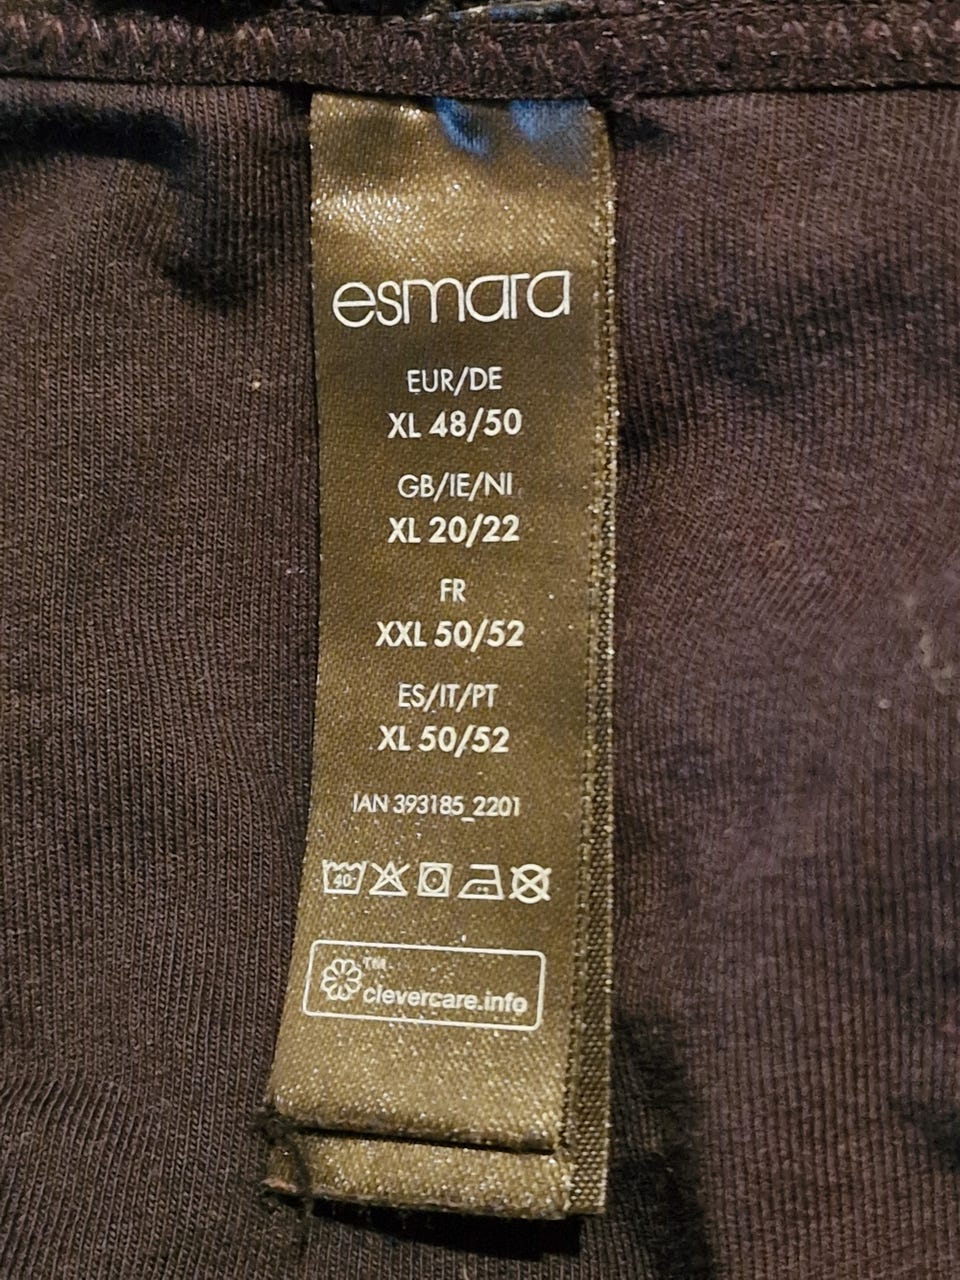 esmara
EUR/DE
XL 48/50
GB/IE/NI
XL 20/22
FR
XXL 50/52
ES/IT/PT
XL 50/52
IAN 393185_2201
40
TM
clevercare.info